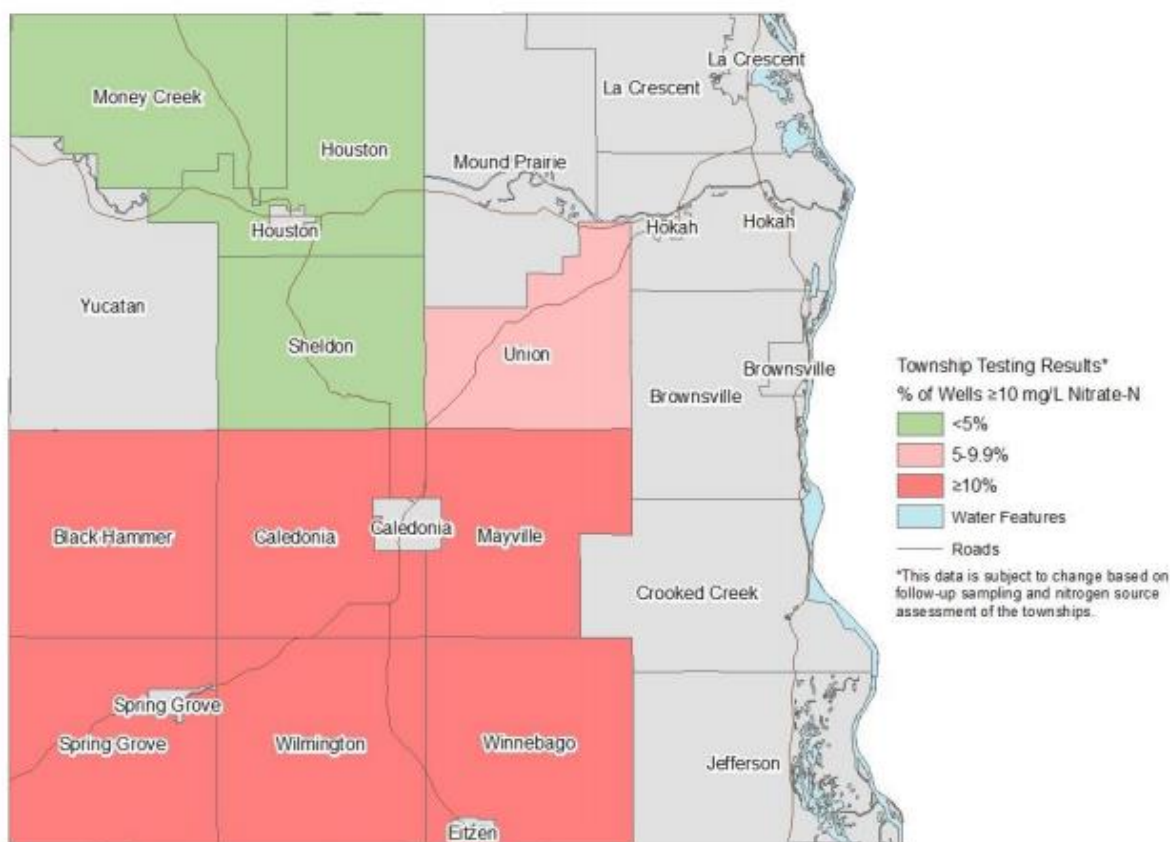 La Crescent
La Crescent
Money Creek
Houston
Mound Prairie
Houston
Hokah
Hokah
Yucatan
Sheldon
Union
Brownsville
Brownsville
Black Hammer
Caledonia
Caledonia
Mayville
Crooked Creek
Spring Grove
Spring Grove
Wilmington
Winnebago
Jefferson
Eitzen
Township Testing Results*
% of Wells ≥10 mg/L Nitrate-N
<5%
5-9.9%
≥10%
Water Features
Roads
*This data is subject to change based on
follow-up sampling and nitrogen source
assessment of the townships.